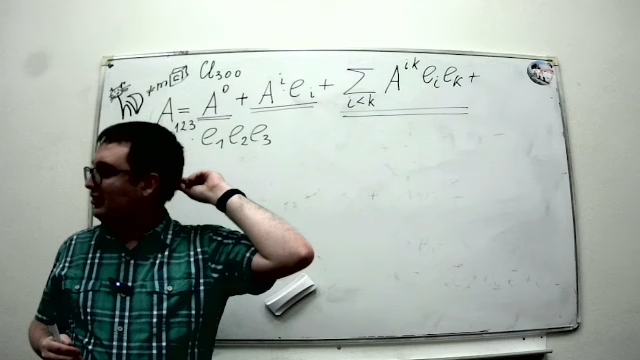 +m Cl₃₀₀
A = A⁰ + Aⁱeᵢ + ∑ᵢ<ₖ Aⁱᵏeᵢeₖ +
123 e₁e₂e₃